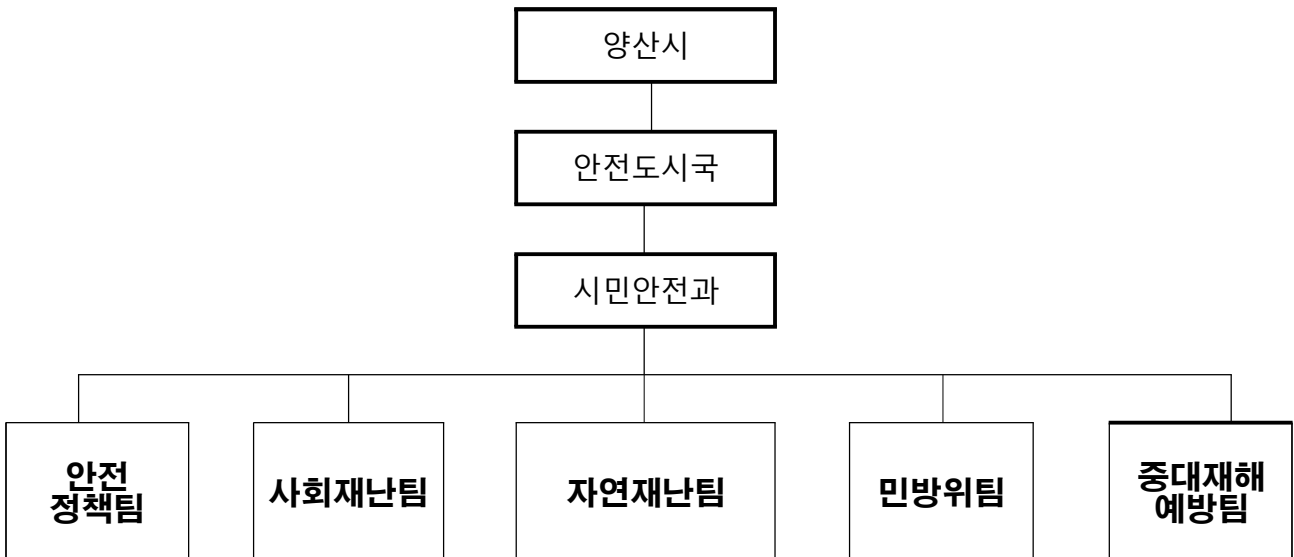 양산시
안전도시국
시민안전과
안전
정책팀
사회재난팀
자연재난팀
민방위팀
중대재해
예방팀